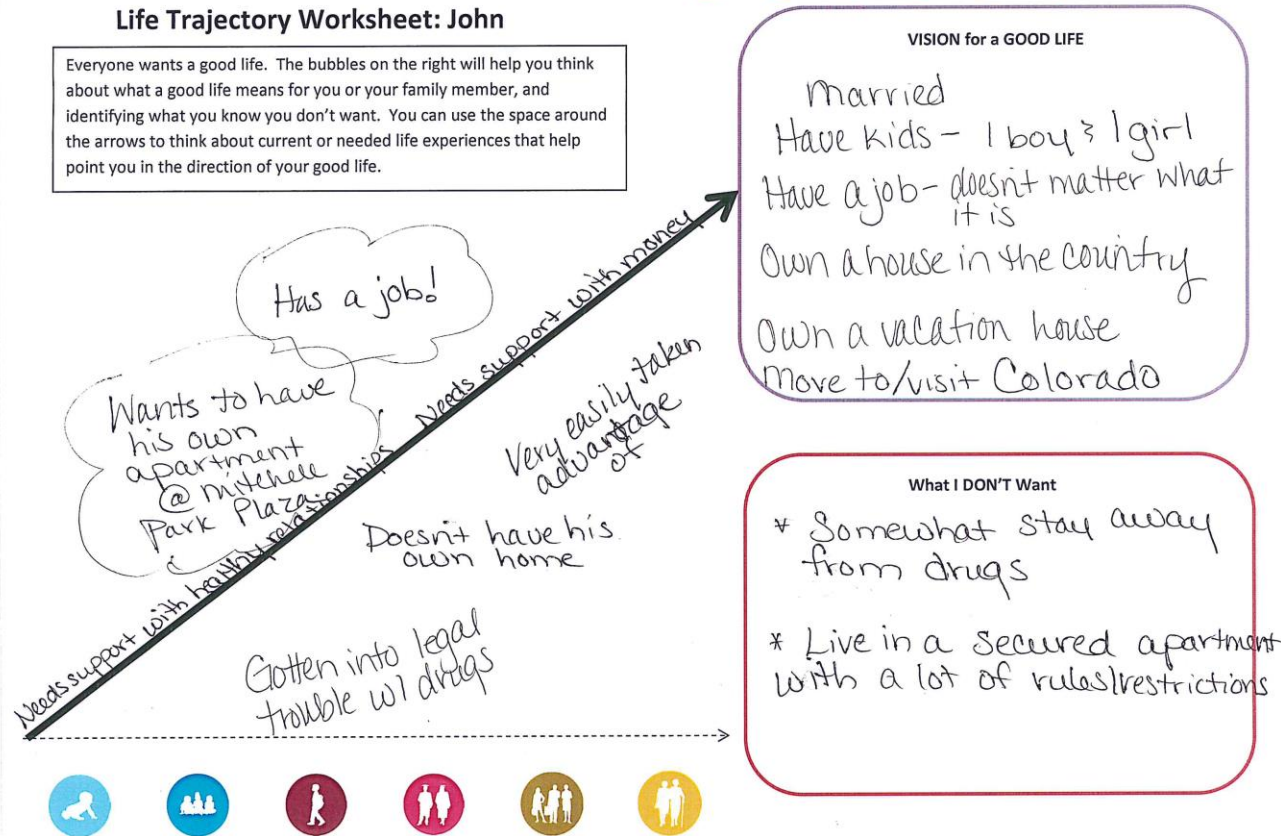 Life Trajectory Worksheet: John
Everyone wants a good life. The bubbles on the right will help you think
about what a good life means for you or your family member, and
identifying what you know you don't want. You can use the space around
the arrows to think about current or needed life experiences that help
point you in the direction of your good life.
Has a job!
Wants to have
his own
apartment
@ Mitchell
Park Plaza
Needs support with healthy relationships
Needs support with money
Very easily taken
advantage
of
Doesn't have his
own home
Gotten into legal
trouble w/ drugs
VISION for a GOOD LIFE
Married
Have kids - 1 boy & 1 girl
Have a job - doesn't matter what
it is
Own a house in the country
Own a vacation house
Move to/visit Colorado
What I DON'T Want
* Somewhat stay away
from drugs
* Live in a secured apartment
with a lot of rules/restrictions